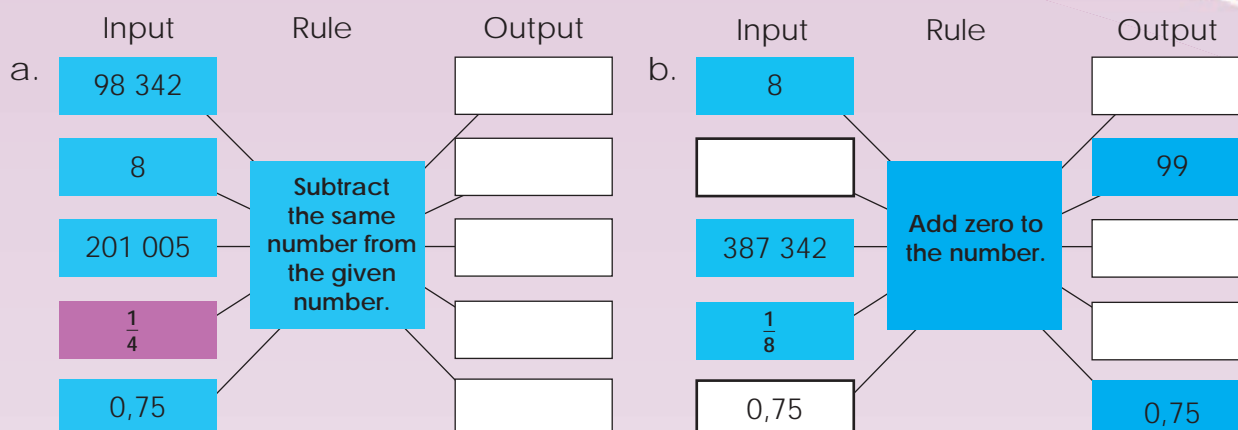 Input Rule Output
a.
98 342
8
201 005
1/4
0,75
Subtract
the same
number from
the given
number.
Input Rule Output
b.
8
387 342
1/8
0,75
Add zero to
the number.
99
0,75